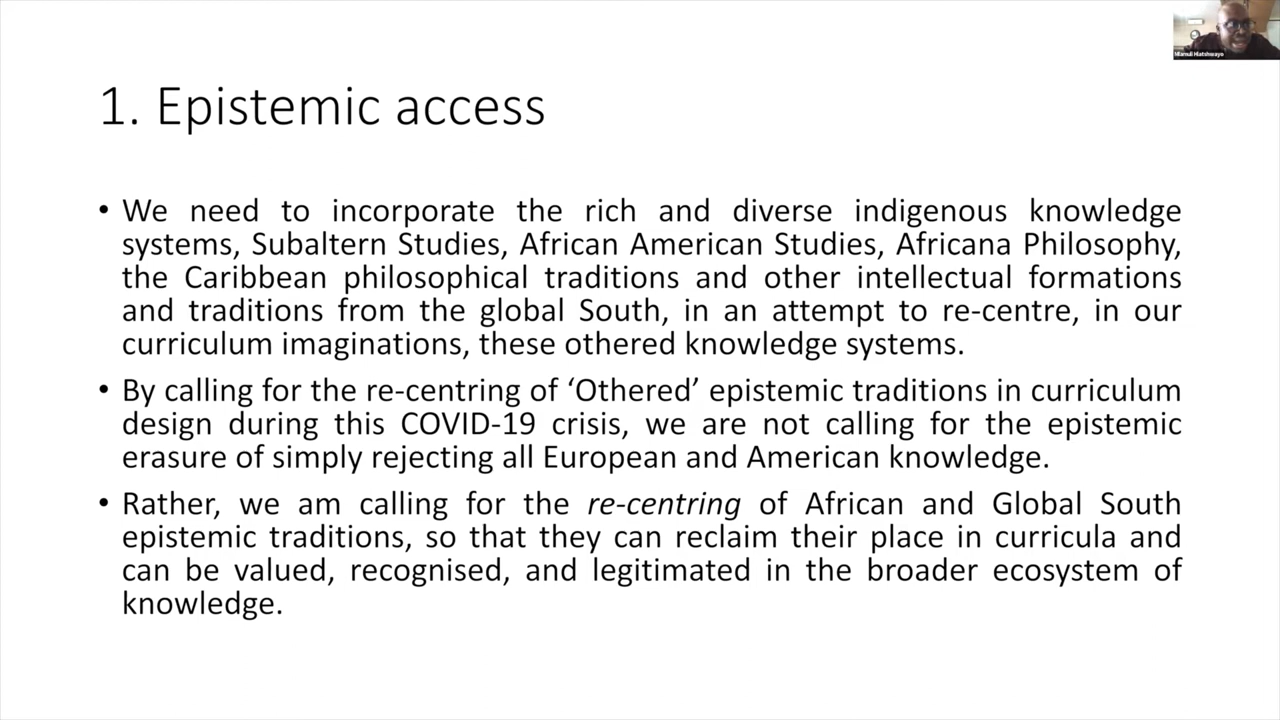 Mlamuli Hlatshwayo
1. Epistemic access
• We need to incorporate the rich and diverse indigenous knowledge
systems, Subaltern Studies, African American Studies, Africana Philosophy,
the Caribbean philosophical traditions and other intellectual formations
and traditions from the global South, in an attempt to re-centre, in our
curriculum imaginations, these othered knowledge systems.
• By calling for the re-centring of ‘Othered’ epistemic traditions in curriculum
design during this COVID-19 crisis, we are not calling for the epistemic
erasure of simply rejecting all European and American knowledge.
• Rather, we am calling for the re-centring of African and Global South
epistemic traditions, so that they can reclaim their place in curricula and
can be valued, recognised, and legitimated in the broader ecosystem of
knowledge.